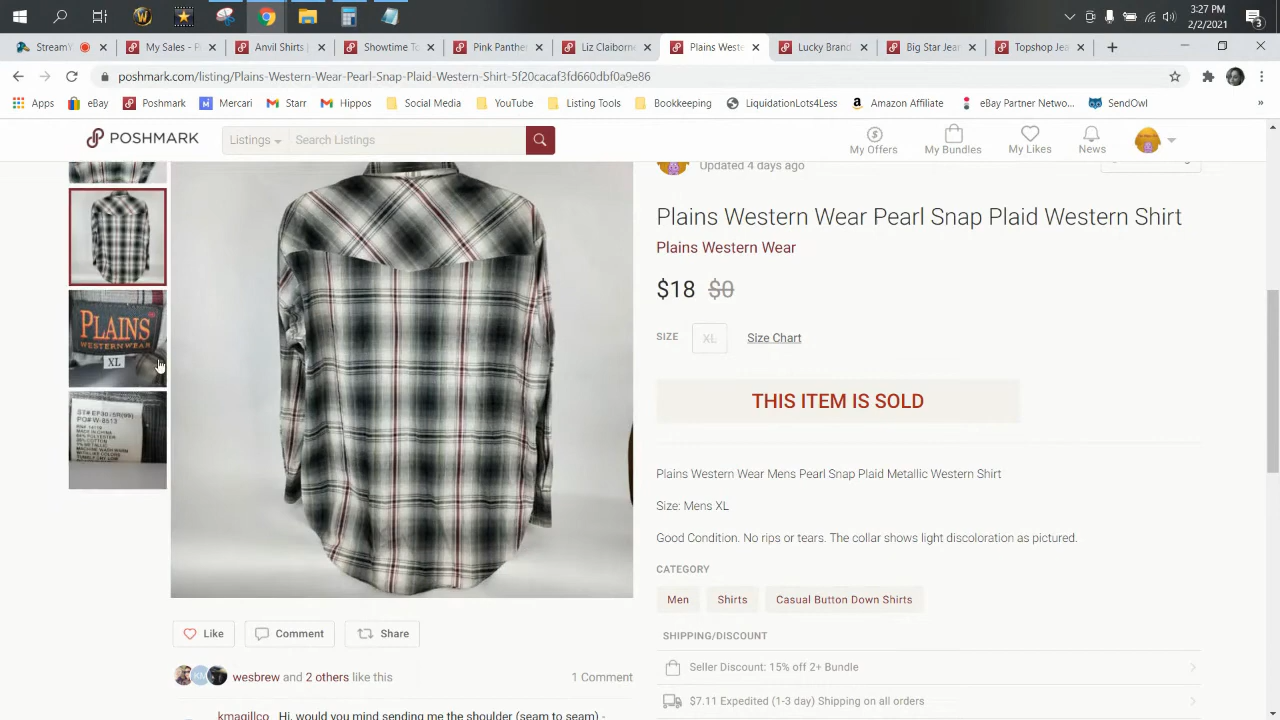 3:27 PM
2/2/2021
3
StreamY
My Sales - P
Anvil Shirts
Showtime To
Pink Panther
Liz Claiborne
Plains Weste
Lucky Brand
Big Star Jea
Topshop Jea
poshmark.com/listing/Plains-Western-Wear-Pearl-Snap-Plaid-Western-Shirt-5f206caf3fd660dbf0a9e86
Apps eBay Poshmark Mercari Starr Hippos Social Media YouTube Listing Tools Bookkeeping LiquidationLots4Less Amazon Affiliate eBay Partner Netwo... SendOwl »
POSHMARK
Listings
Search Listings
My Offers
My Bundles
My Likes
News
Updated 4 days ago
Plains Western Wear Pearl Snap Plaid Western Shirt
Plains Western Wear
$18 $0
SIZE XL Size Chart
THIS ITEM IS SOLD
PLAINS
WESTERN WEAR
XL
MADE IN CHINA
Plains Western Wear Mens Pearl Snap Plaid Metallic Western Shirt
Size: Mens XL
Good Condition. No rips or tears. The collar shows light discoloration as pictured.
CATEGORY
Men Shirts Casual Button Down Shirts
SHIPPING/DISCOUNT
Seller Discount: 15% off 2+ Bundle
$7.11 Expedited (1-3 day) Shipping on all orders
Like Comment Share
wesbrew and 2 others like this
1 Comment
kmagillco Hi, would you mind sending me the shoulder (seam to seam) -